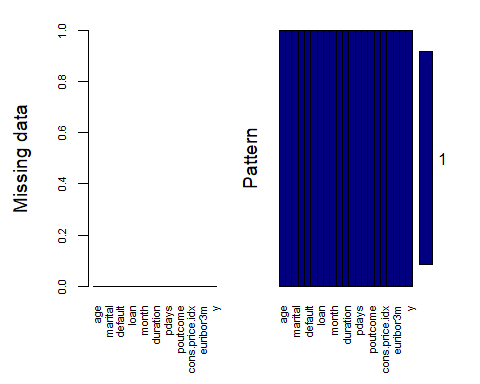 Missing data
1.0
0.8
0.6
0.4
0.2
0.0
age
marital
default
loan
month
duration
pdays
poutcome
cons.price.idx
euribor3m
y
Pattern
age
marital
default
loan
month
duration
pdays
poutcome
cons.price.idx
euribor3m
y
1